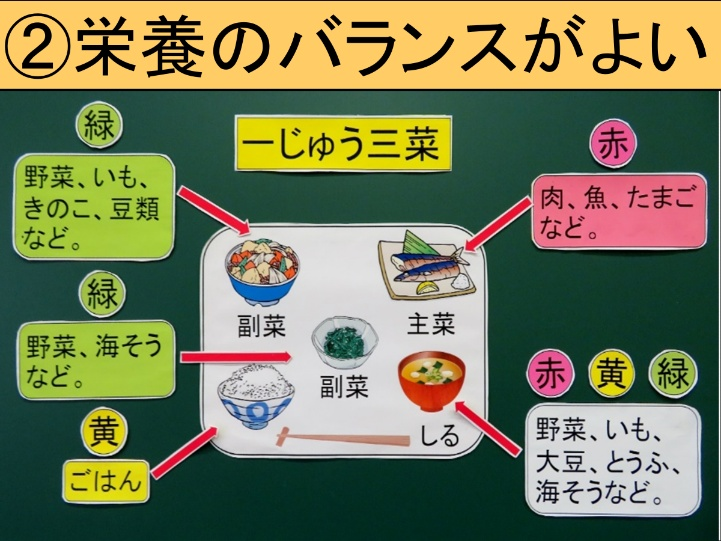 ②栄養のバランスがよい
一じゅう三菜
緑
野菜、いも、
きのこ、豆類
など。
赤
肉、魚、たまご
など。
緑
野菜、海そう
など。
黄
ごはん
副菜
主菜
副菜
しる
赤 黄 緑
野菜、いも、
大豆、とうふ、
海そうなど。